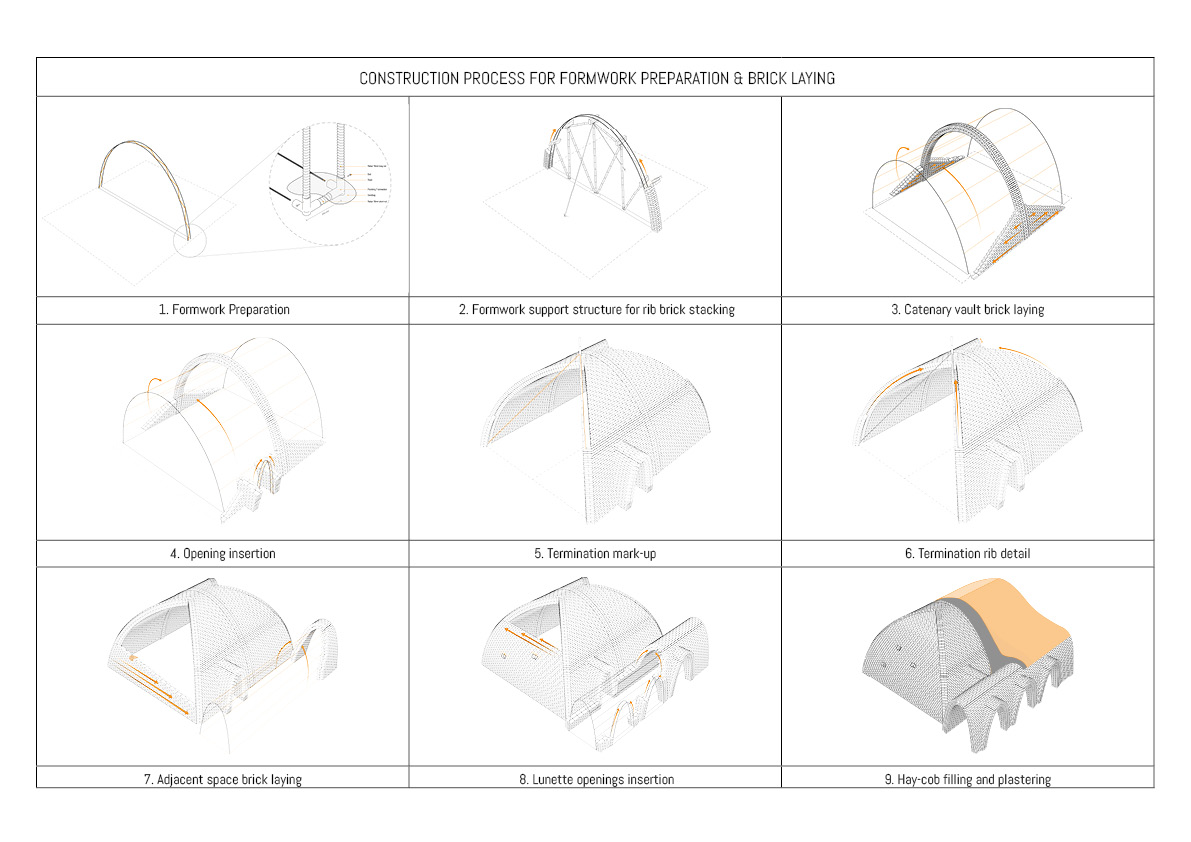 CONSTRUCTION PROCESS FOR FORMWORK PREPARATION & BRICK LAYING
1. Formwork Preparation
2. Formwork support structure for rib brick stacking
3. Catenary vault brick laying
4. Opening insertion
5. Termination mark-up
6. Termination rib detail
7. Adjacent space brick laying
8. Lunette openings insertion
9. Hay-cob filling and plastering